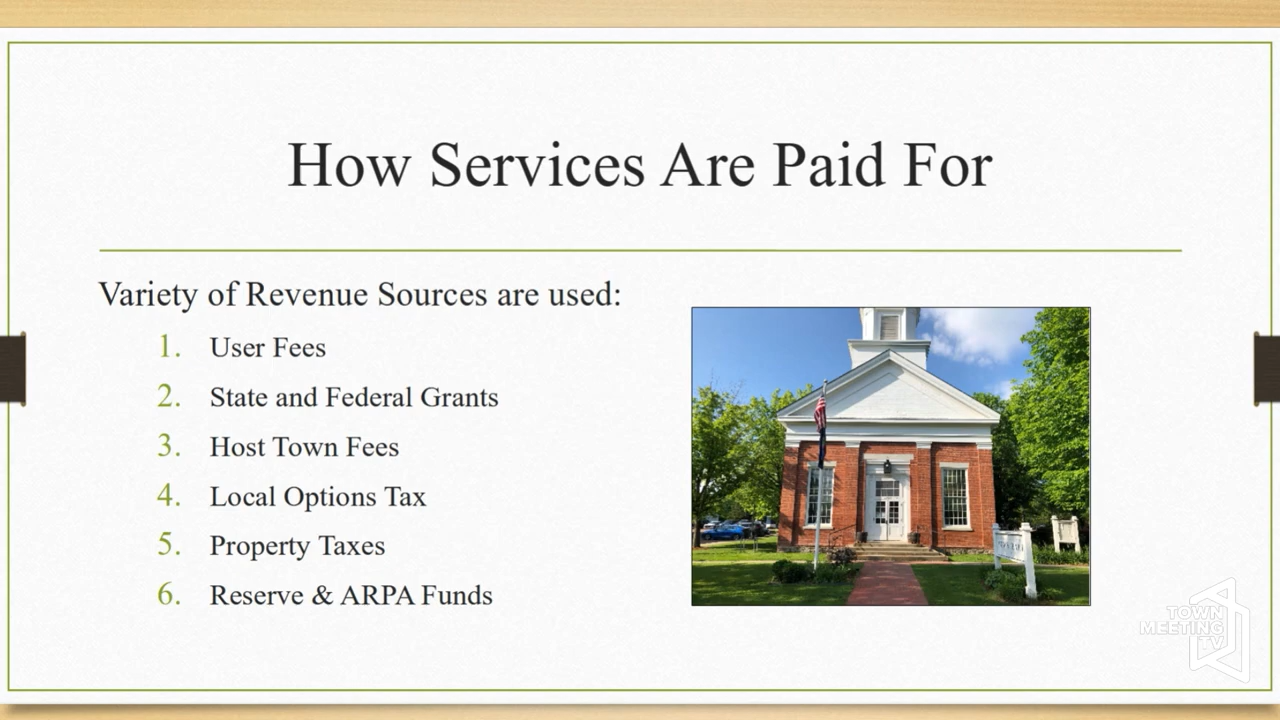 How Services Are Paid For
Variety of Revenue Sources are used:
1. User Fees
2. State and Federal Grants
3. Host Town Fees
4. Local Options Tax
5. Property Taxes
6. Reserve & ARPA Funds
TOWN
MEETING
TV